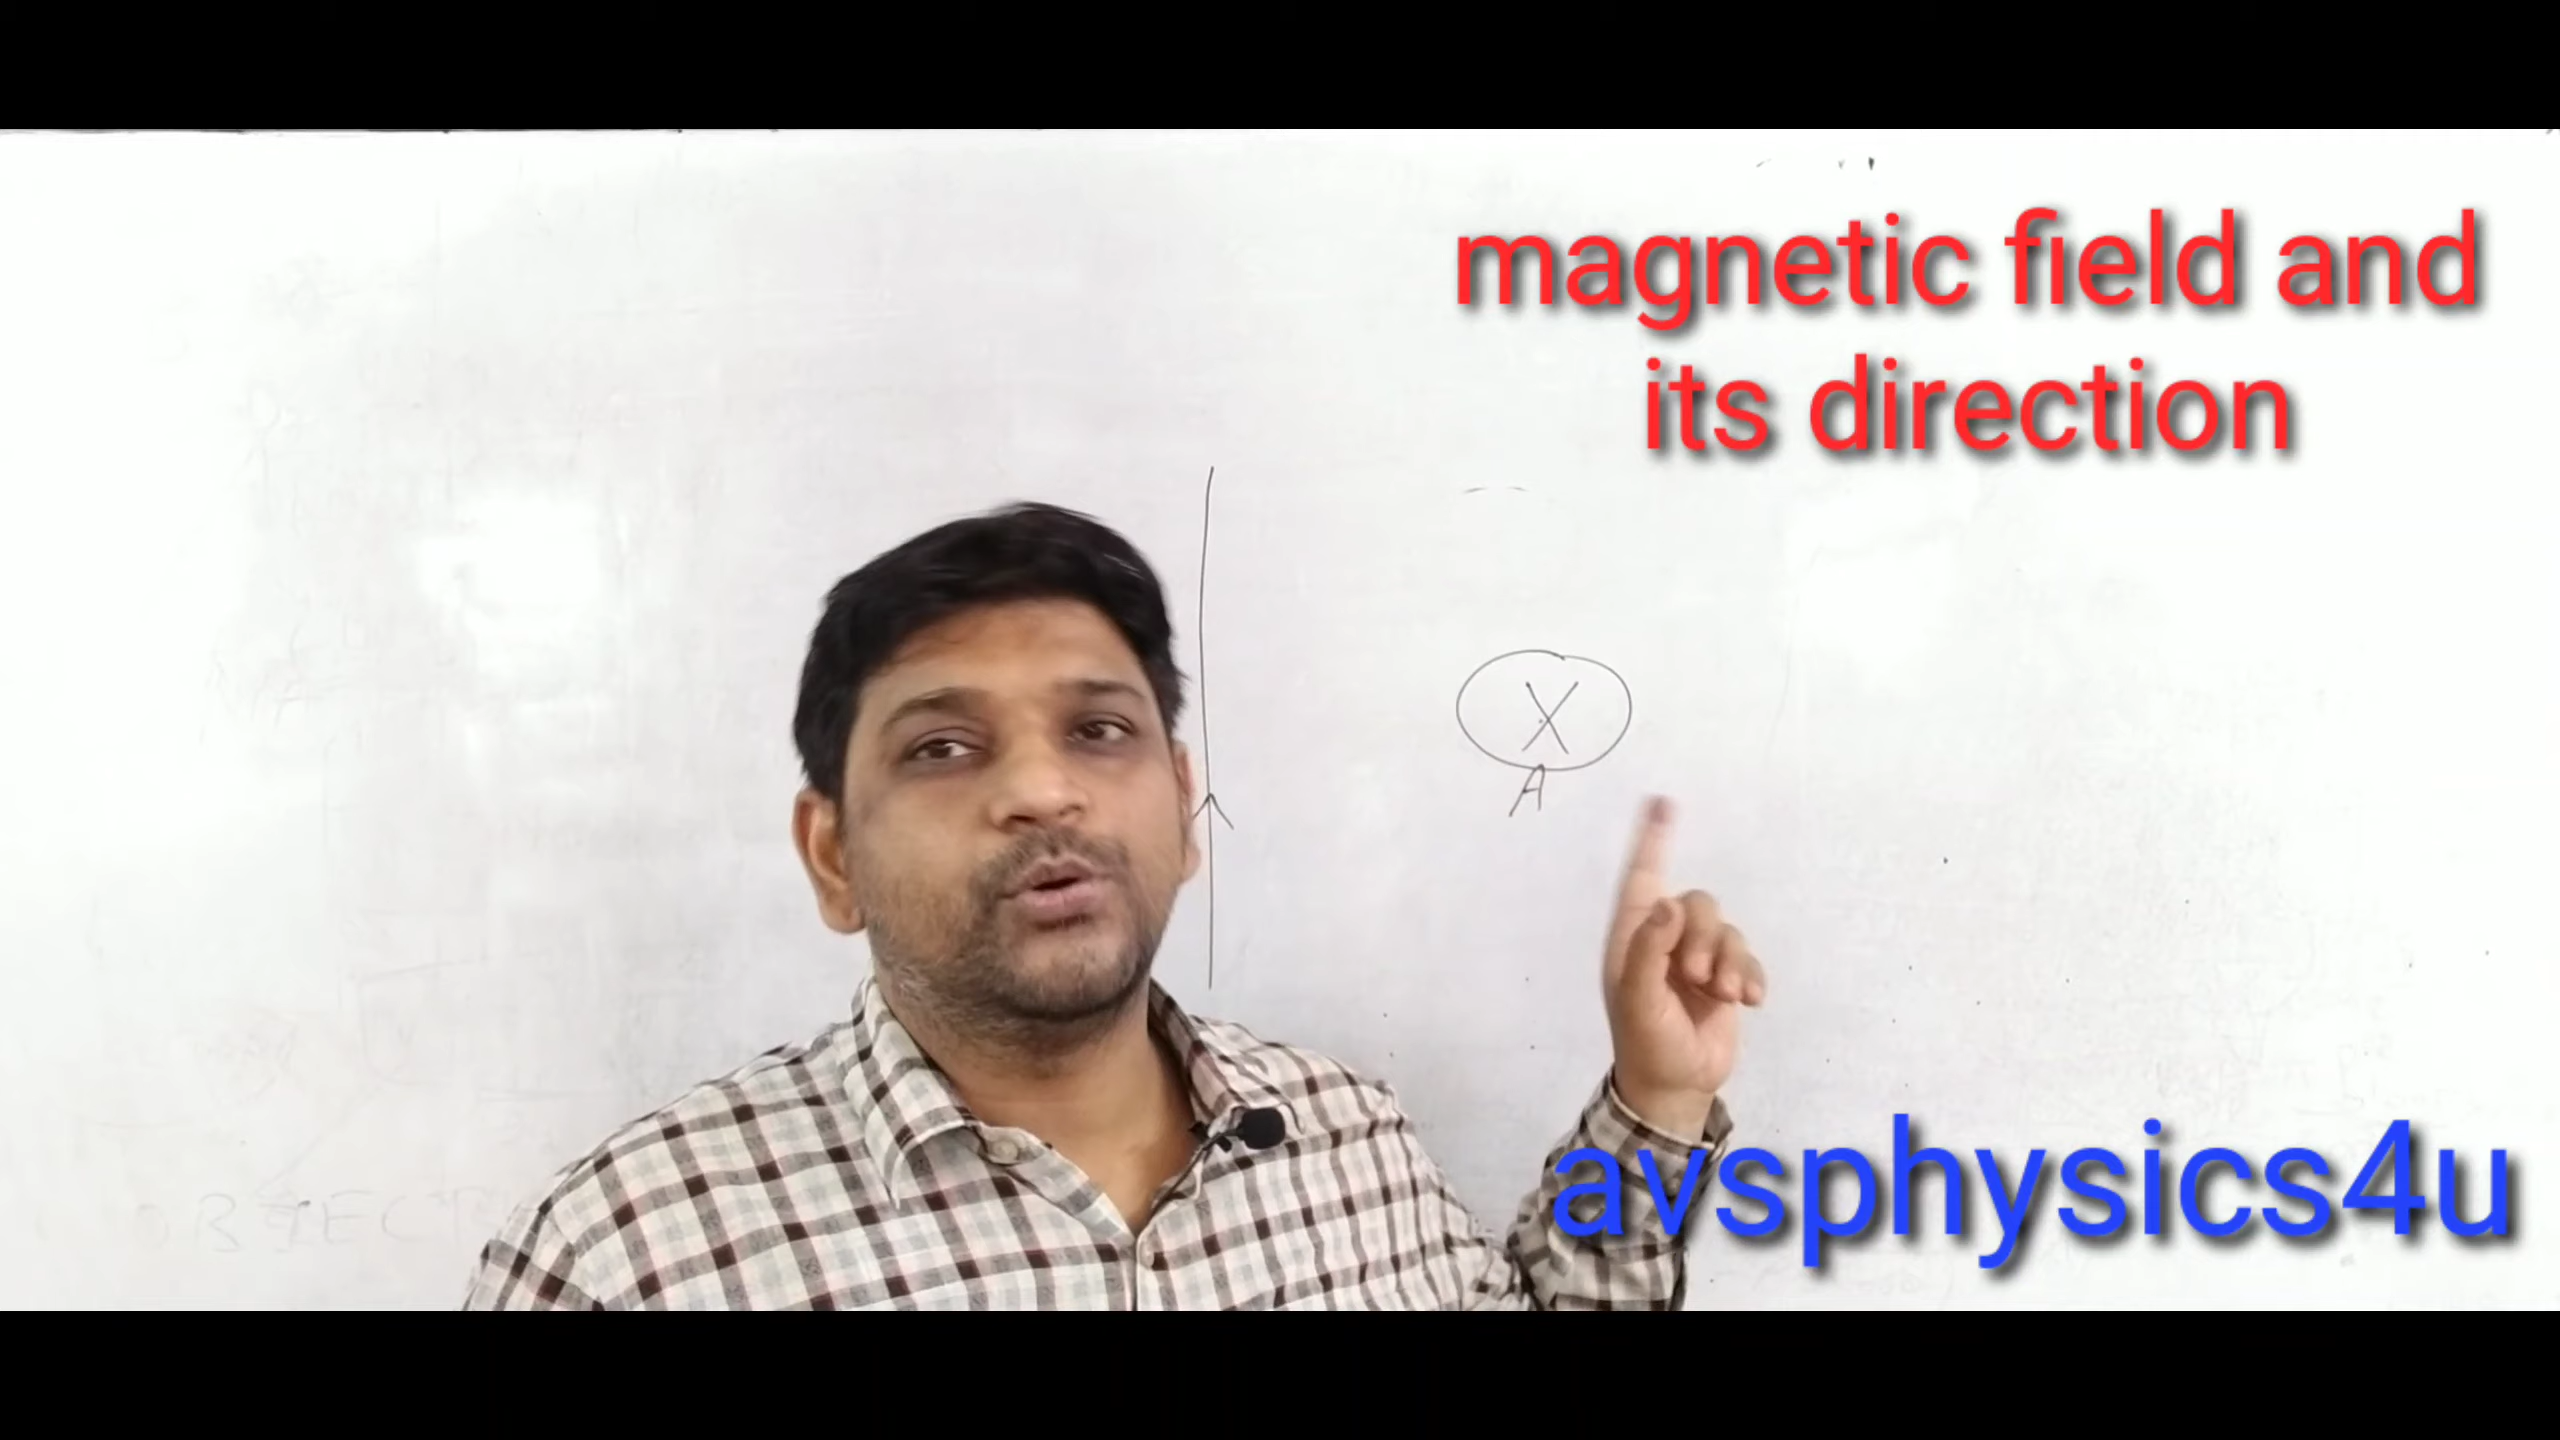 magnetic field and
its direction
X
A
avsphysics4u